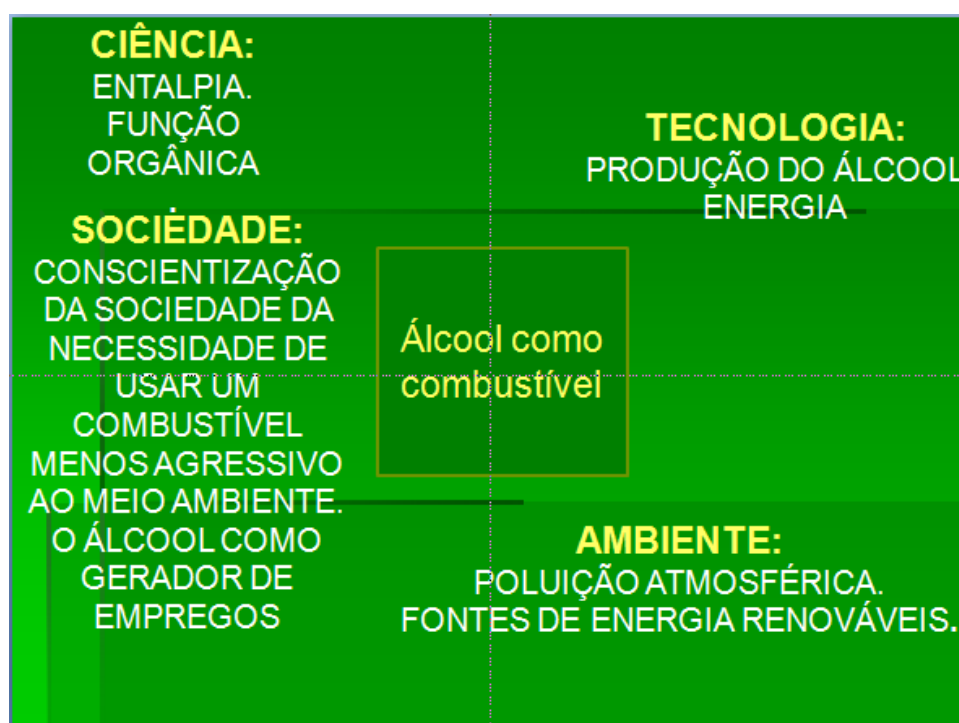 CIÊNCIA:
ENTALPIA.
FUNÇÃO
ORGÂNICA
TECNOLOGIA:
PRODUÇÃO DO ÁLCOOL
ENERGIA
SOCIEDADE:
CONSCIENTIZAÇÃO
DA SOCIEDADE DA
NECESSIDADE DE
USAR UM
COMBUSTÍVEL
MENOS AGRESSIVO
AO MEIO AMBIENTE.
O ÁLCOOL COMO
GERADOR DE
EMPREGOS
Álcool como
combustível
AMBIENTE:
POLUIÇÃO ATMOSFÉRICA.
FONTES DE ENERGIA RENOVÁVEIS.